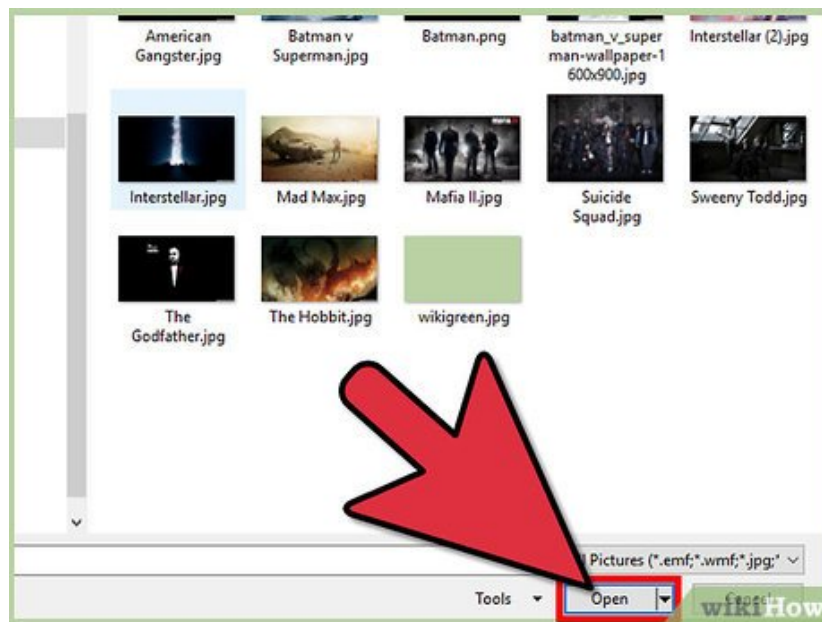 American Batman v Batman.png batman_v_super Interstellar (2).jpg
Gangster.jpg Superman.jpg man-wallpaper-1
600x900.jpg
Interstellar.jpg Mad Max.jpg Mafia II.jpg Suicide Sweeny Todd.jpg
Squad.jpg
The The Hobbit.jpg wikigreen.jpg
Godfather.jpg
Pictures (*.emf;*.wmf;*.jpg;*
Tools Open Cancel
wikiHow